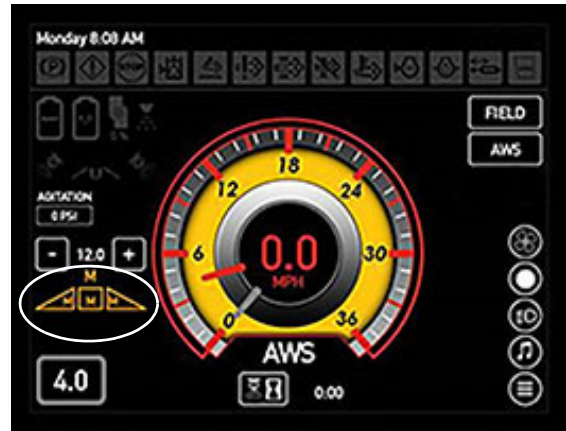 Monday 8:08 AM
(P) STOP
FIELD
AWS
AGITATION
0 PSI
- 12.0 +
M
M M M
4.0
0 6 12 18 24 30 36
0.0
MPH
AWS
0:00